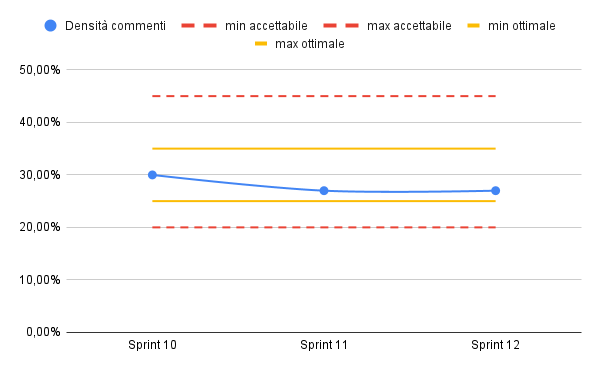 Densità commenti min accettabile max accettabile min ottimale
max ottimale
50,00%
40,00%
30,00%
20,00%
10,00%
0,00%
Sprint 10 Sprint 11 Sprint 12